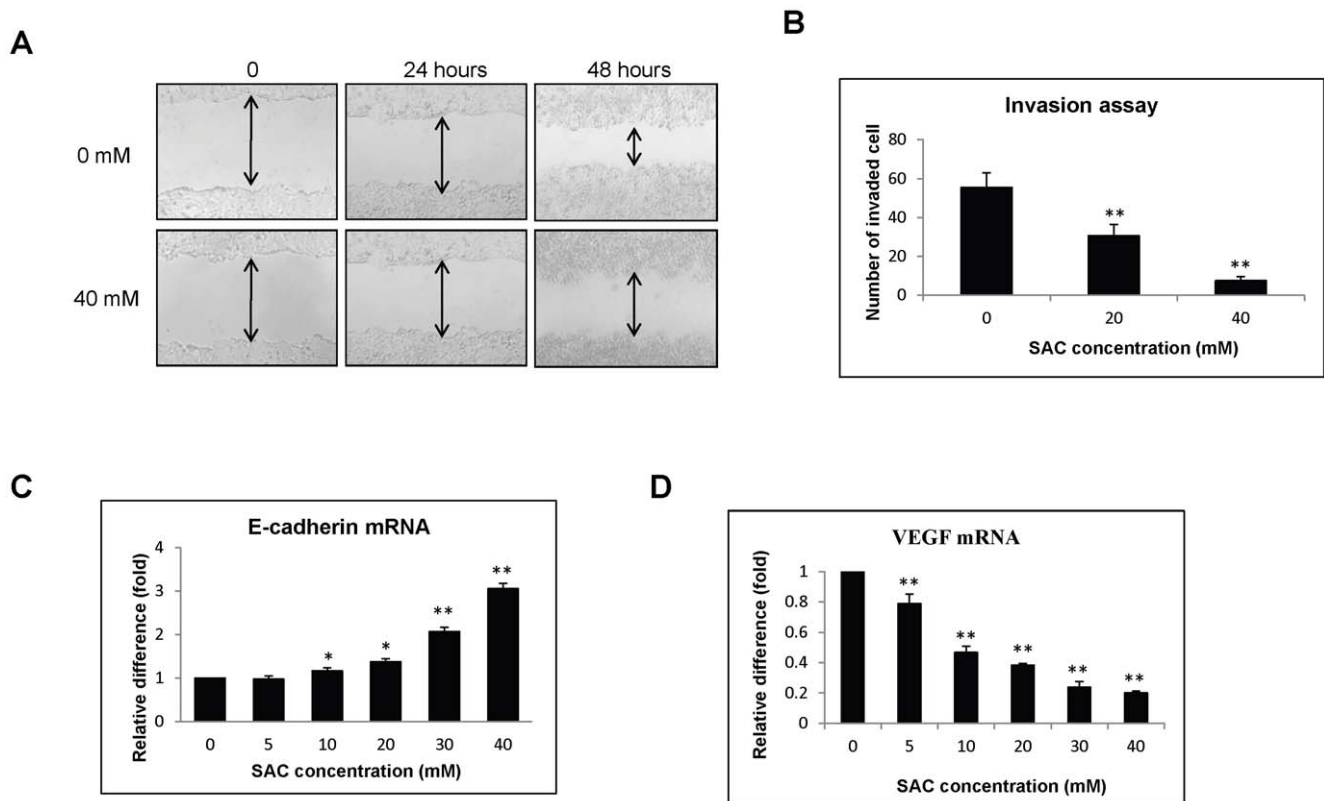 A
0 24 hours 48 hours
0 mM
40 mM
B
Invasion assay
Number of invaded cell
80
60
40
20
0
**
**
0 20 40
SAC concentration (mM)
C
E-cadherin mRNA
Relative difference (fold)
4
3
2
1
0
*
*
**
**
0 5 10 20 30 40
SAC concentration (mM)
D
VEGF mRNA
Relative difference (fold)
1
0.8
0.6
0.4
0.2
0
**
**
**
**
**
0 5 10 20 30 40
SAC concentration (mM)